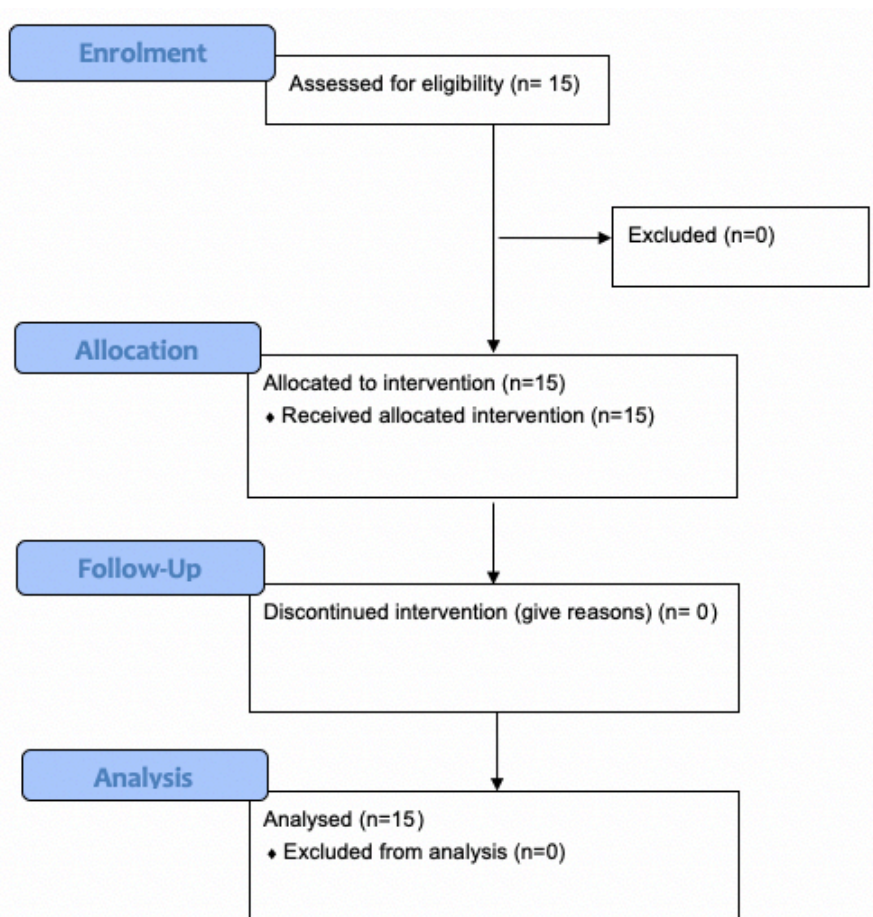 Enrolment
Assessed for eligibility (n= 15)
Excluded (n=0)
Allocation
Allocated to intervention (n=15)
♦ Received allocated intervention (n=15)
Follow-Up
Discontinued intervention (give reasons) (n= 0)
Analysis
Analysed (n=15)
♦ Excluded from analysis (n=0)